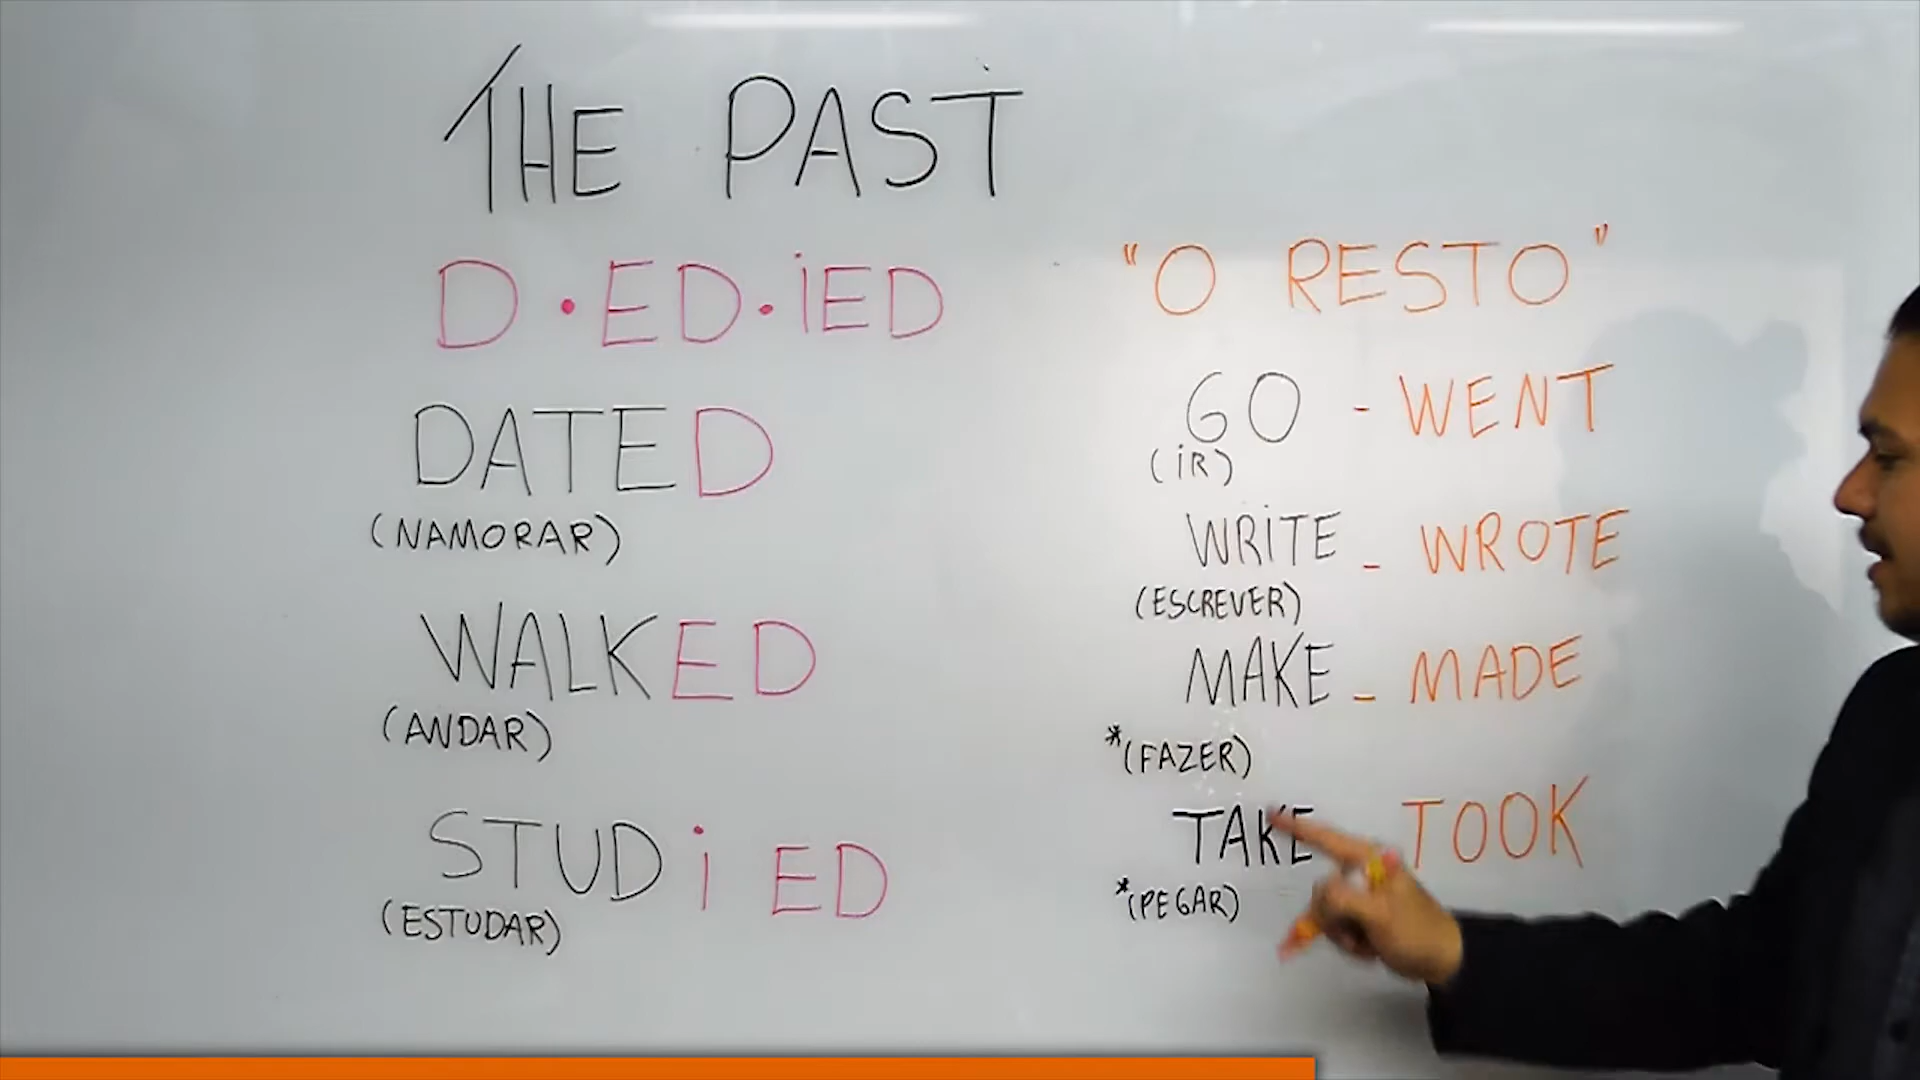 THE PAST
D • ED • iED
DATED
(NAMORAR)
WALKED
(ANDAR)
STUDiED
(ESTUDAR)
"O RESTO"
GO - WENT
(iR)
WRiTE - WROTE
(ESCREVER)
MAKE - MADE
*(FAZER)
TAKE TOOK
*(PEGAR)